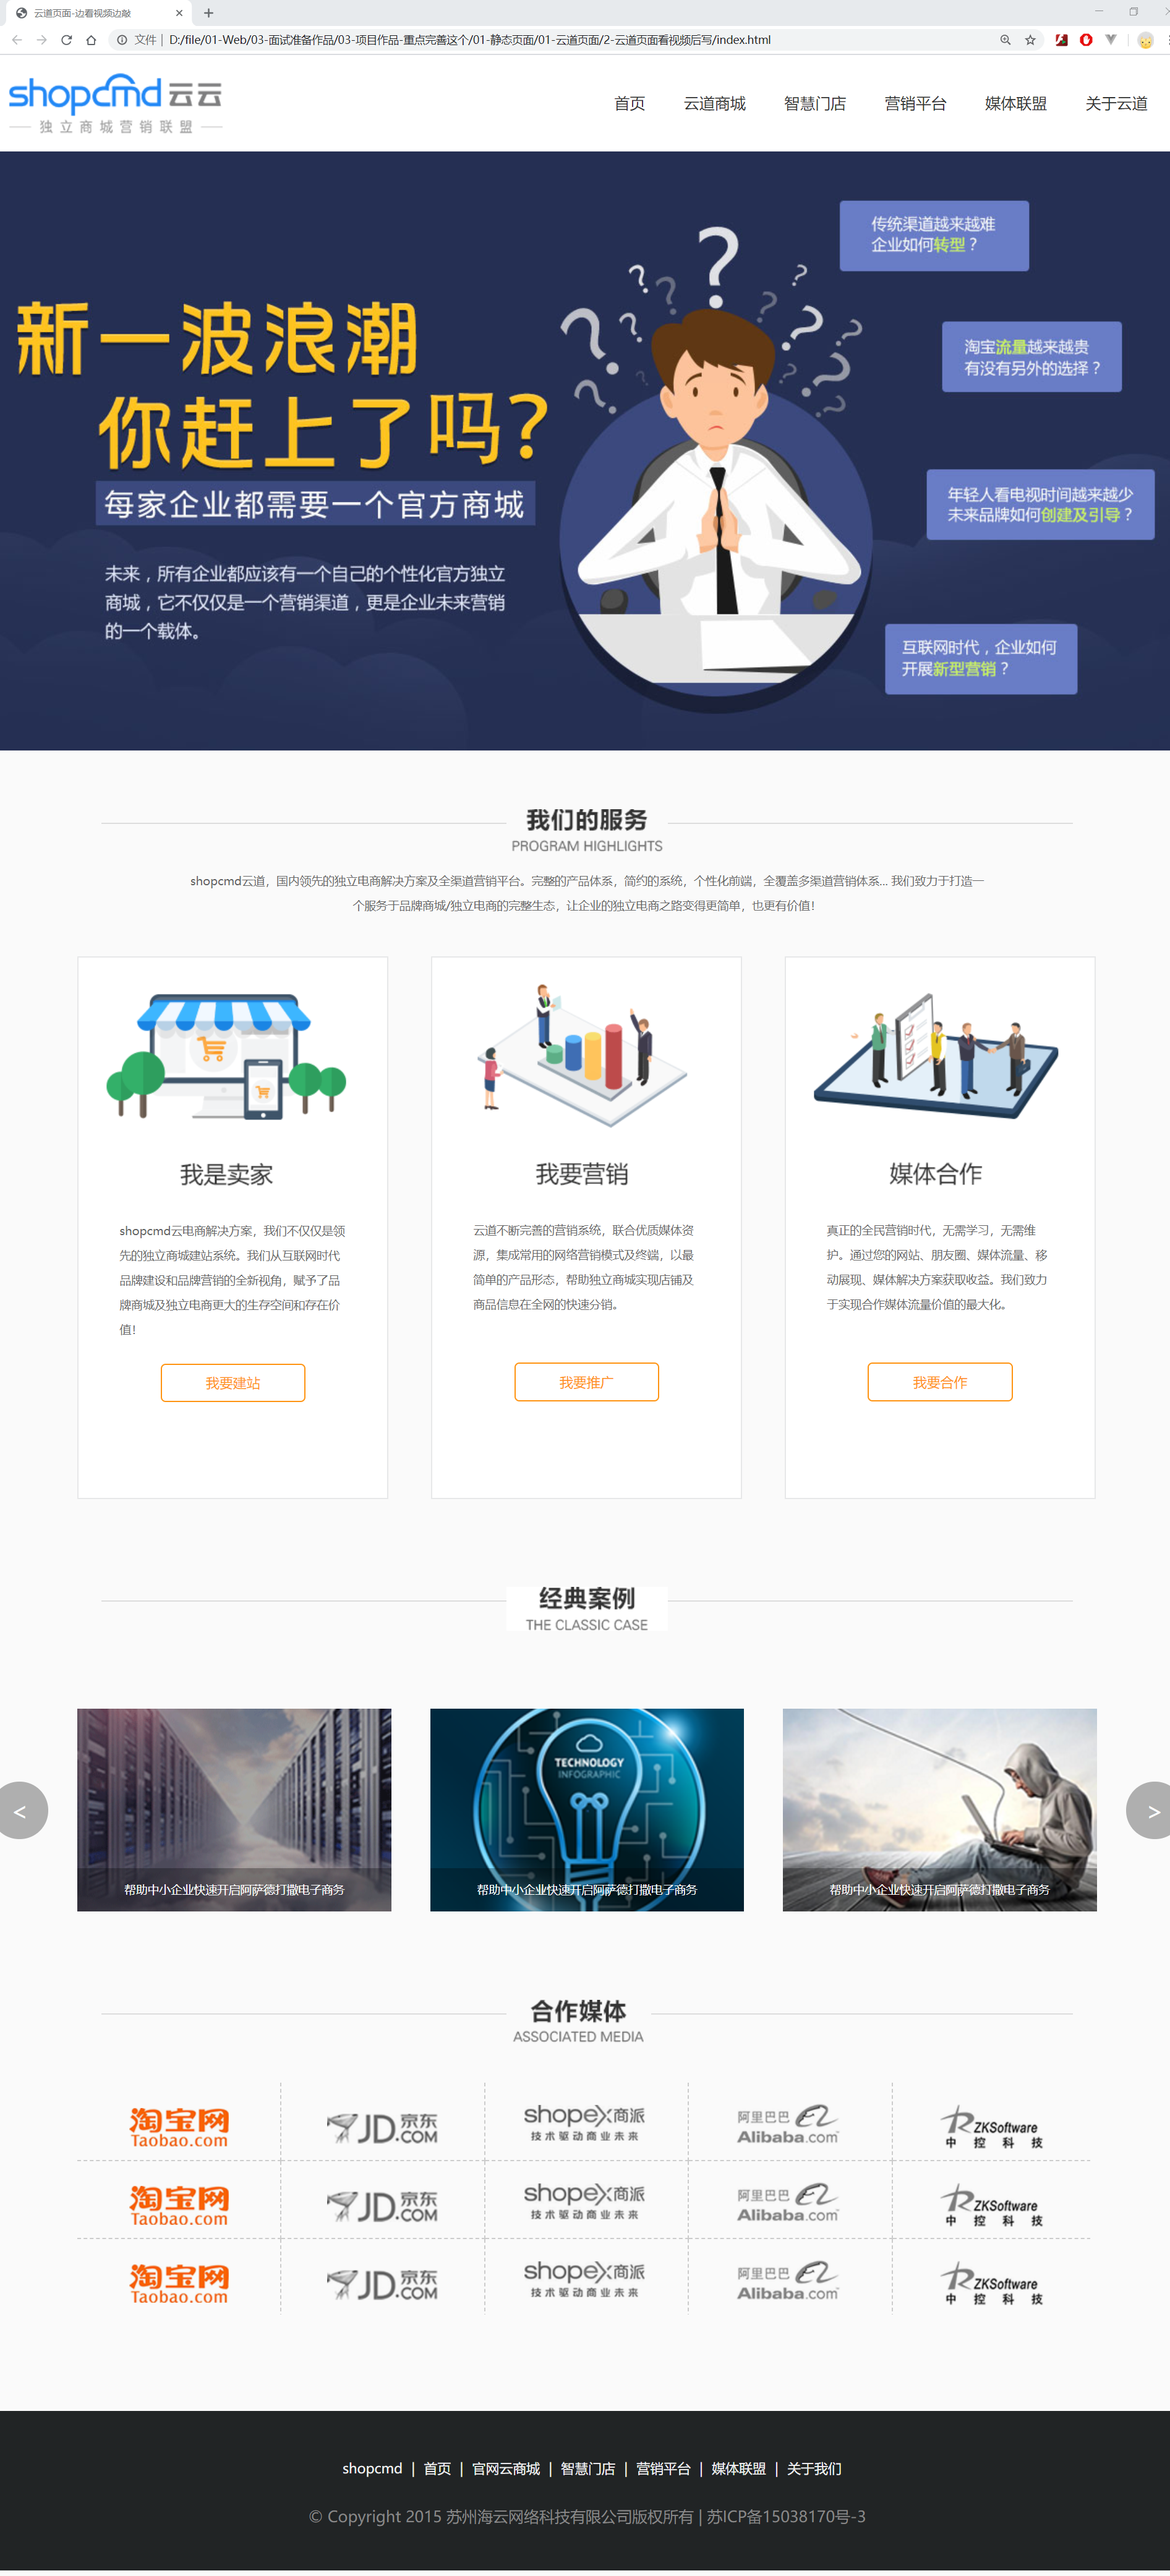 云道页面-边看视频边敲
文件 | D:/file/01-Web/03-面试准备作品/03-项目作品-重点完善这个/01-静态页面/01-云道页面/2-云道页面看视频后写/index.html
shopcmd 云云
独立商城营销联盟
首页 云道商城 智慧门店 营销平台 媒体联盟 关于云道
传统渠道越来越难
企业如何转型？
新一波浪潮
淘宝流量越来越贵
有没有另外的选择？
你赶上了吗？
每家企业都需要一个官方商城
年轻人看电视时间越来越少
未来品牌如何创建及引导？
未来，所有企业都应该有一个自己的个性化官方独立
商城，它不仅仅是一个营销渠道，更是企业未来营销
的一个载体。
互联网时代，企业如何
开展新型营销？
我们的服务
PROGRAM HIGHLIGHTS
shopcmd云道，国内领先的独立电商解决方案及全渠道营销平台。完整的产品体系，简约的系统，个性化前端，全覆盖多渠道营销体系... 我们致力于打造一
个服务于品牌商城/独立电商的完整生态，让企业的独立电商之路变得更简单，也更有价值！
我是卖家
shopcmd云电商解决方案，我们不仅仅是领
先的独立商城建站系统。我们从互联网时代
品牌建设和品牌营销的全新视角，赋予了品
牌商城及独立电商更大的生存空间和存在价
值！
我要建站
我要营销
云道不断完善的营销系统，联合优质媒体资
源，集成常用的网络营销模式及终端，以最
简单的产品形态，帮助独立商城实现店铺及
商品信息在全网的快速分销。
我要推广
媒体合作
真正的全民营销时代，无需学习，无需维
护。通过您的网站、朋友圈、媒体流量、移
动展现、媒体解决方案获取收益。我们致力
于实现合作媒体流量价值的最大化。
我要合作
经典案例
THE CLASSIC CASE
TECHNOLOGY
INFOGRAPHIC
< >
帮助中小企业快速开启阿萨德打撒电子商务 帮助中小企业快速开启阿萨德打撒电子商务 帮助中小企业快速开启阿萨德打撒电子商务
合作媒体
ASSOCIATED MEDIA
淘宝网 JD 京东 shopex商派 阿里巴巴 ZKSoftware
Taobao.com .COM 技术驱动商业未来 Alibaba.com 中控科技
淘宝网 JD 京东 shopex商派 阿里巴巴 ZKSoftware
Taobao.com .COM 技术驱动商业未来 Alibaba.com 中控科技
淘宝网 JD 京东 shopex商派 阿里巴巴 ZKSoftware
Taobao.com .COM 技术驱动商业未来 Alibaba.com 中控科技
shopcmd | 首页 | 官网云商城 | 智慧门店 | 营销平台 | 媒体联盟 | 关于我们
© Copyright 2015 苏州海云网络科技有限公司版权所有 | 苏ICP备15038170号-3